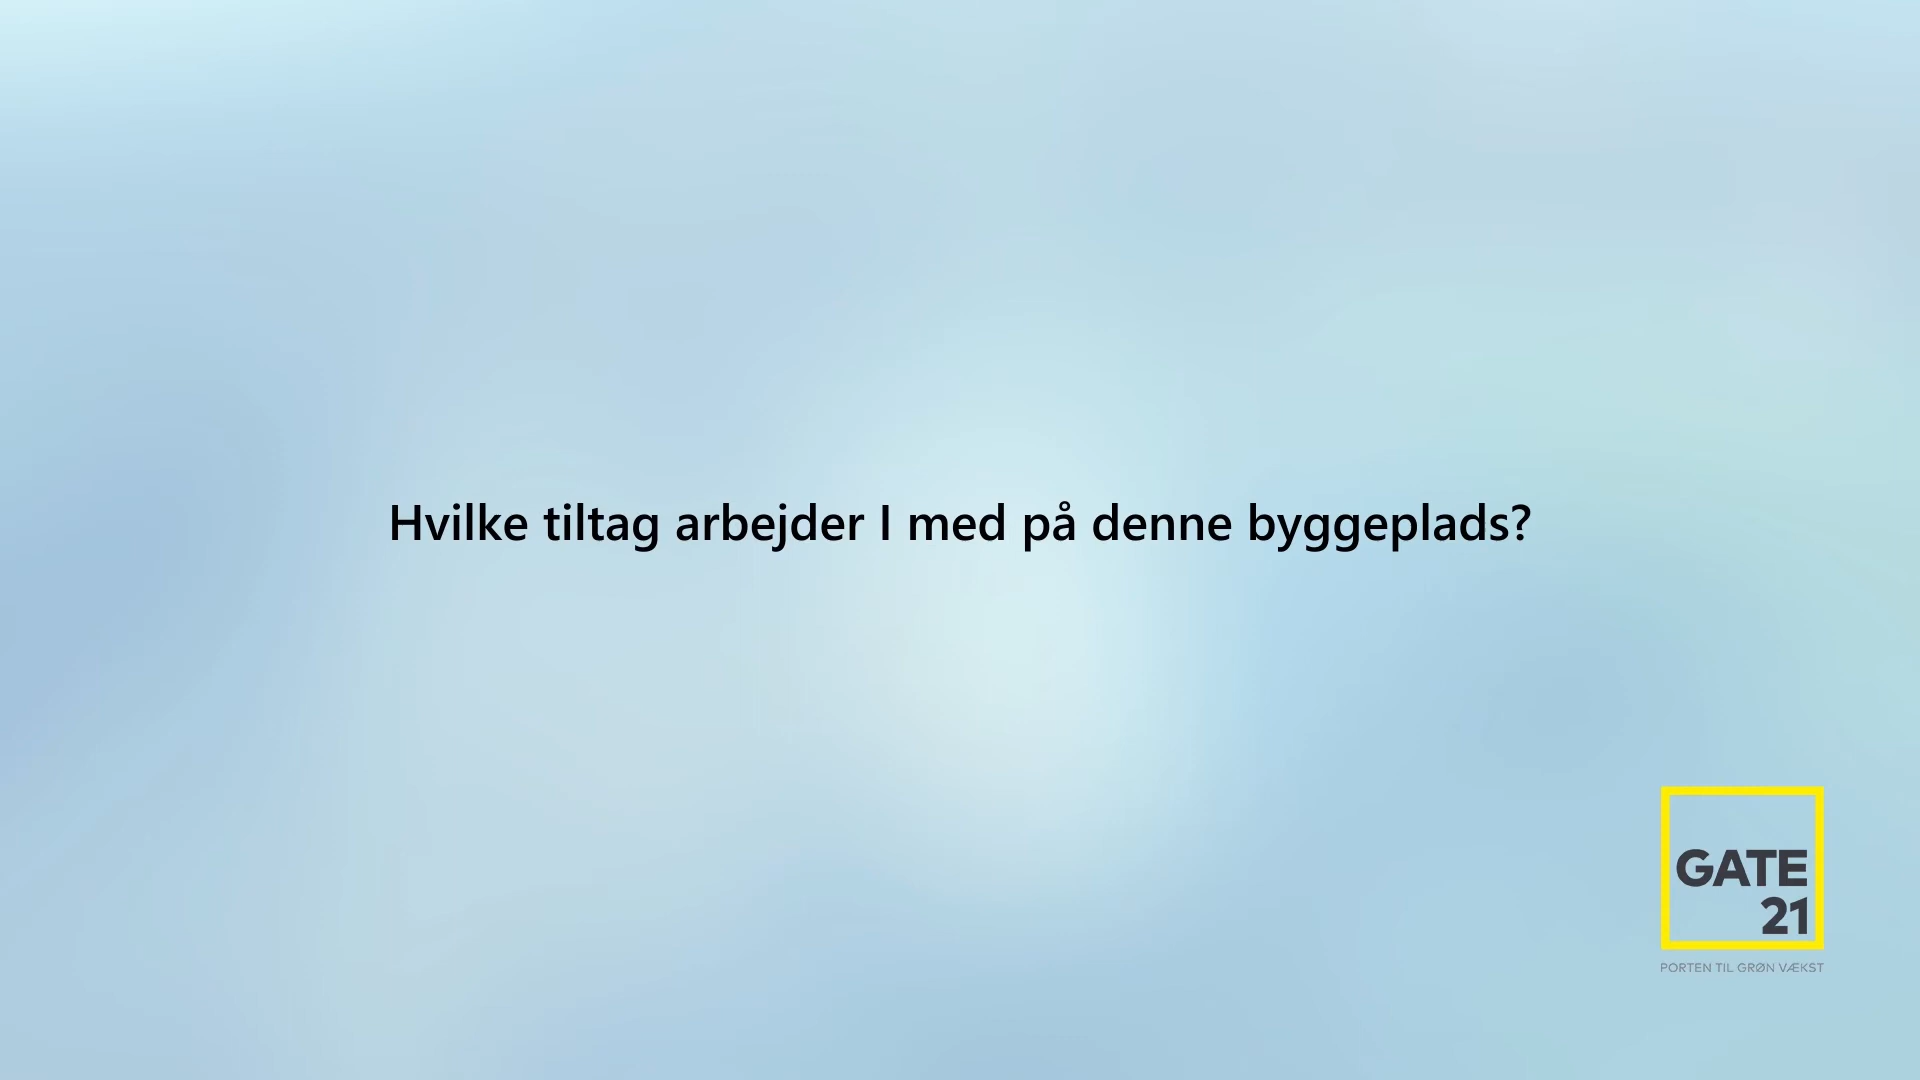 Hvilke tiltag arbejder I med på denne byggeplads?
GATE
21
PORTEN TIL GRØN VÆKST